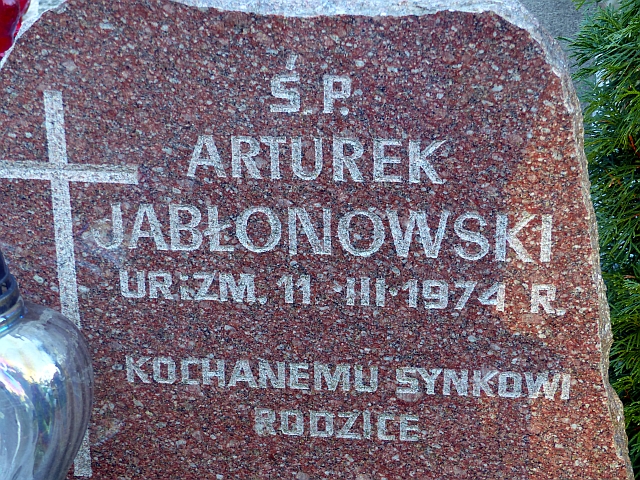 Ś.P.
ARTUREK
JABŁONOWSKI
UR i ZM. 11 ·III· 1974 R.
KOCHANEMU SYNKOWI
RODZICE